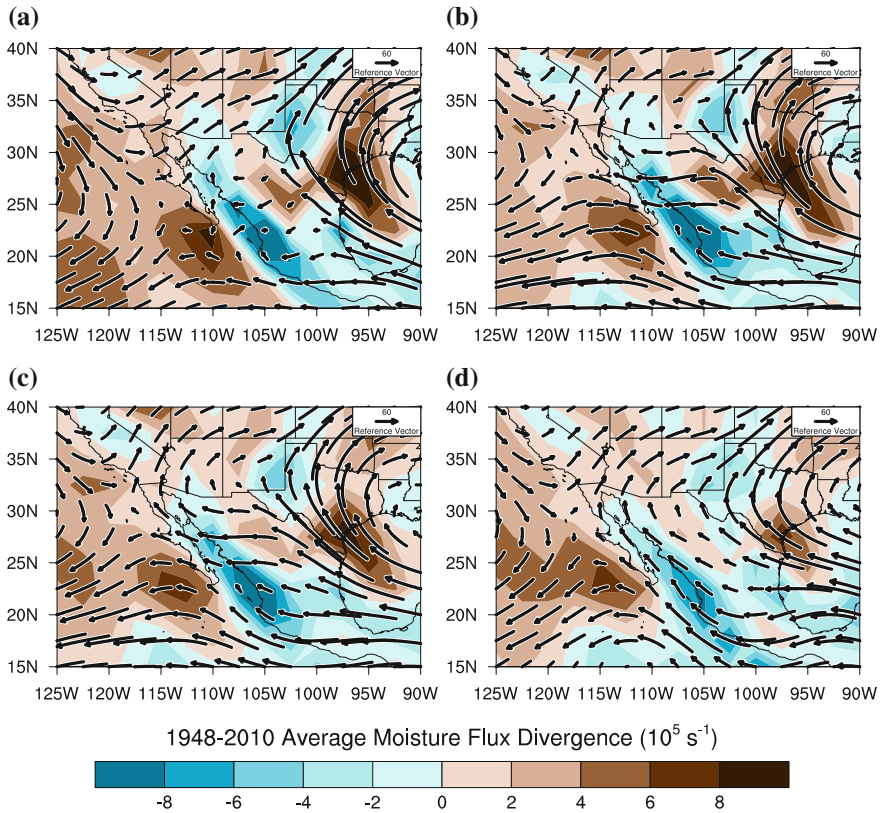 (a)
(b)
60
Reference Vector
40N
35N
30N
25N
20N
15N
125W 120W 115W 110W 105W 100W 95W 90W
60
Reference Vector
40N
35N
30N
25N
20N
15N
125W 120W 115W 110W 105W 100W 95W 90W
(c)
(d)
60
Reference Vector
40N
35N
30N
25N
20N
15N
125W 120W 115W 110W 105W 100W 95W 90W
60
Reference Vector
40N
35N
30N
25N
20N
15N
125W 120W 115W 110W 105W 100W 95W 90W
1948-2010 Average Moisture Flux Divergence (10⁵ s⁻¹)
-8 -6 -4 -2 0 2 4 6 8